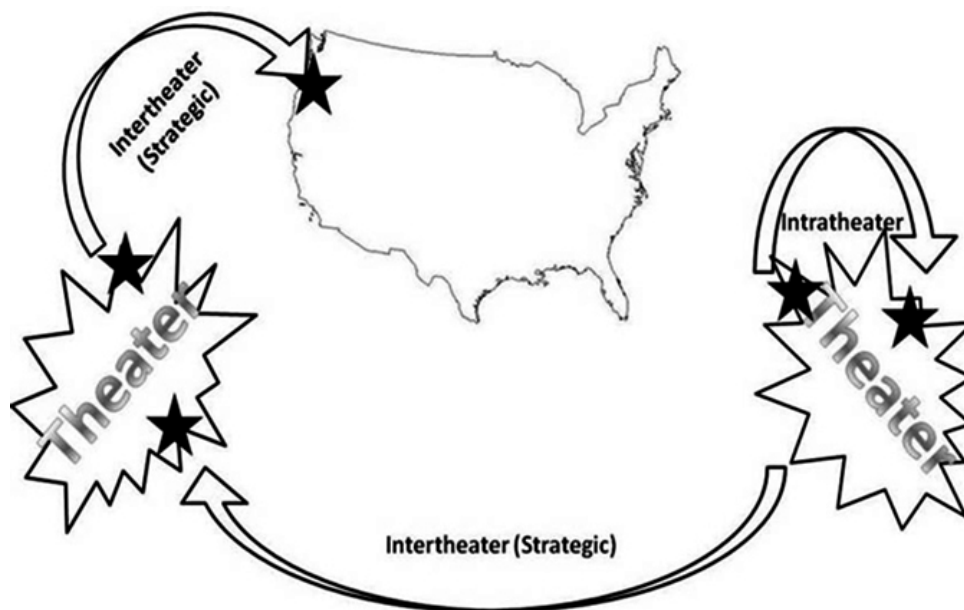 Intertheater
(Strategic)
Intratheater
Theater
Theater
Intertheater (Strategic)